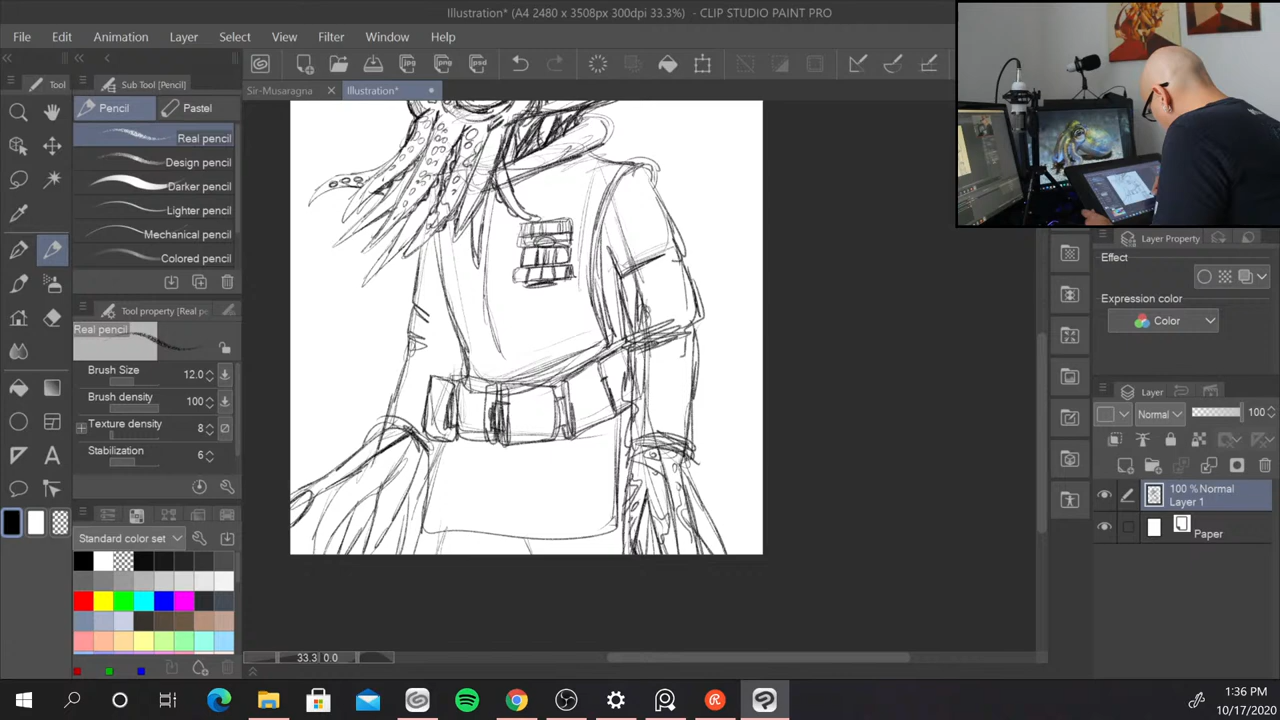 Illustration* (A4 2480 x 3508px 300dpi 33.3%) - CLIP STUDIO PAINT PRO
File Edit Animation Layer Select View Filter Window Help
Tool
Sub Tool [Pencil]
Sir-Musaragna
Illustration*
Pencil
Pastel
Real pencil
Design pencil
Darker pencil
Lighter pencil
Mechanical pencil
Colored pencil
Tool property [Real pe
Real pencil
Brush Size 12.0
Brush density 100
Texture density 8
Stabilization 6
Standard color set
33.3 0.0
Layer Property
Effect
Expression color
Color
Layer
Normal 100
100 % Normal
Layer 1
Paper
1:36 PM
10/17/2020